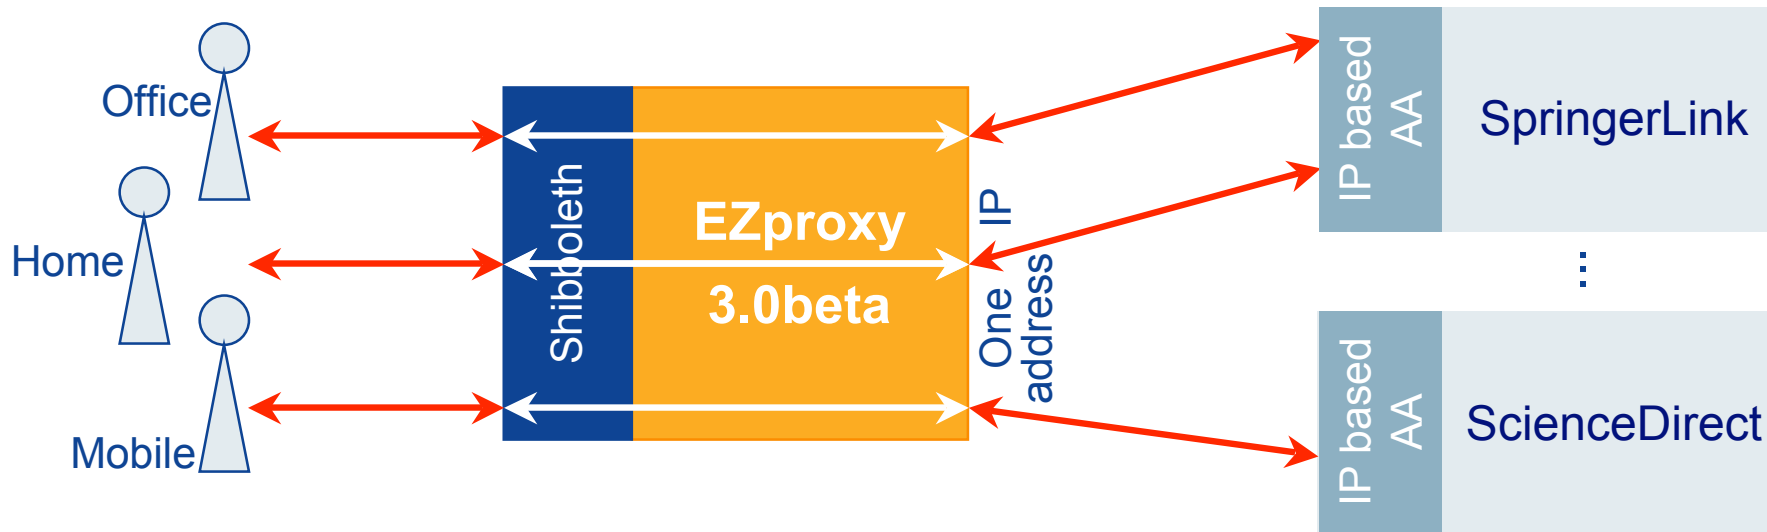 Office
Home
Mobile
Shibboleth
EZproxy
3.0beta
One IP
address
IP based
AA
SpringerLink
...
IP based
AA
ScienceDirect